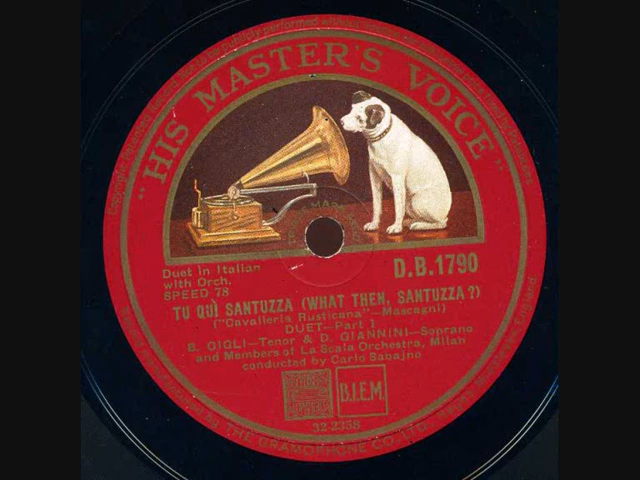 "HIS MASTER'S VOICE"
Duet in Italian
with Orch.
SPEED 78
D.B.1790
TU QUÌ SANTUZZA (WHAT THEN, SANTUZZA?)
("Cavalleria Rusticana"—Mascagni)
DUET—Part 1
B. GIGLI—Tenor & D. GIANNINI—Soprano
and Members of La Scala Orchestra, Milan
conducted by Carlo Sabajno
B.I.E.M.
32 2358
THE GRAMOPHONE CO. LTD.